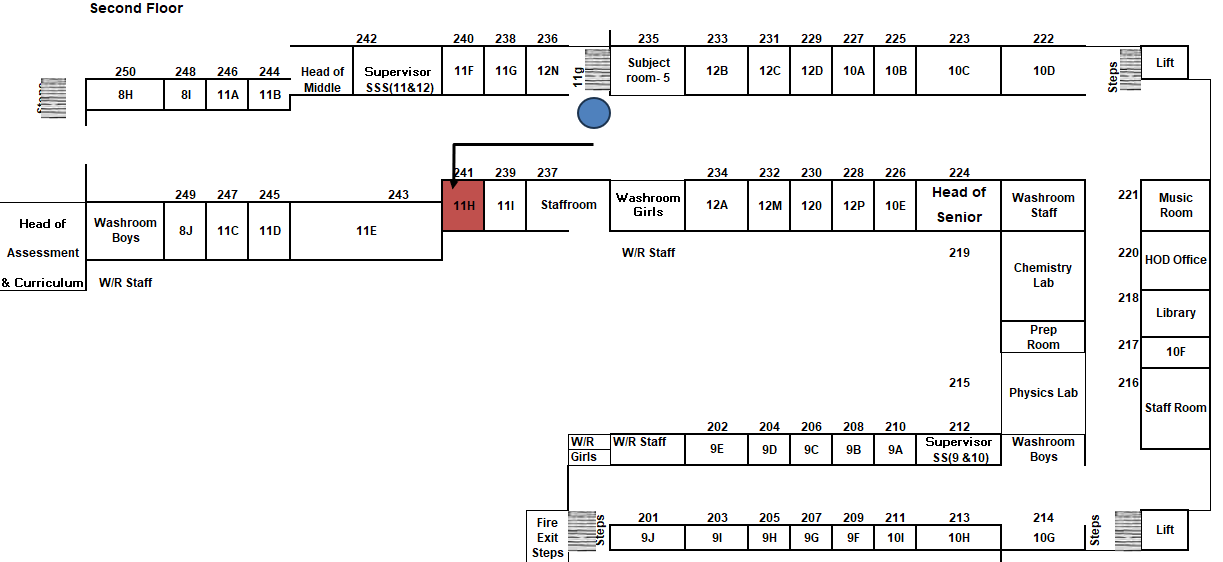 Second Floor
242 240 238 236 235 233 231 229 227 225 223 222
250 248 246 244
Head of
Middle
Supervisor
SSS(11&12)
11F 11G 12N
11g
Subject
room- 5
12B 12C 12D 10A 10B 10C 10D
Steps
Lift
Steps
8H 8I 11A 11B
241 239 237 234 232 230 228 226 224
249 247 245 243
11H 11I Staffroom
Washroom
Girls
12A 12M 120 12P 10E
Head of
Senior
Washroom
Staff
221
Music
Room
Head of
Assessment
& Curriculum
Washroom
Boys
8J 11C 11D 11E
W/R Staff
W/R Staff
219
Chemistry
Lab
220
HOD Office
218
Library
Prep
Room
217
10F
215
Physics Lab
216
Staff Room
202 204 206 208 210 212
W/R
Girls
W/R Staff
9E 9D 9C 9B 9A
Supervisor
SS(9 &10)
Washroom
Boys
201 203 205 207 209 211 213 214
Fire
Exit
Steps
Steps
9J 9I 9H 9G 9F 10I 10H 10G
Steps
Lift